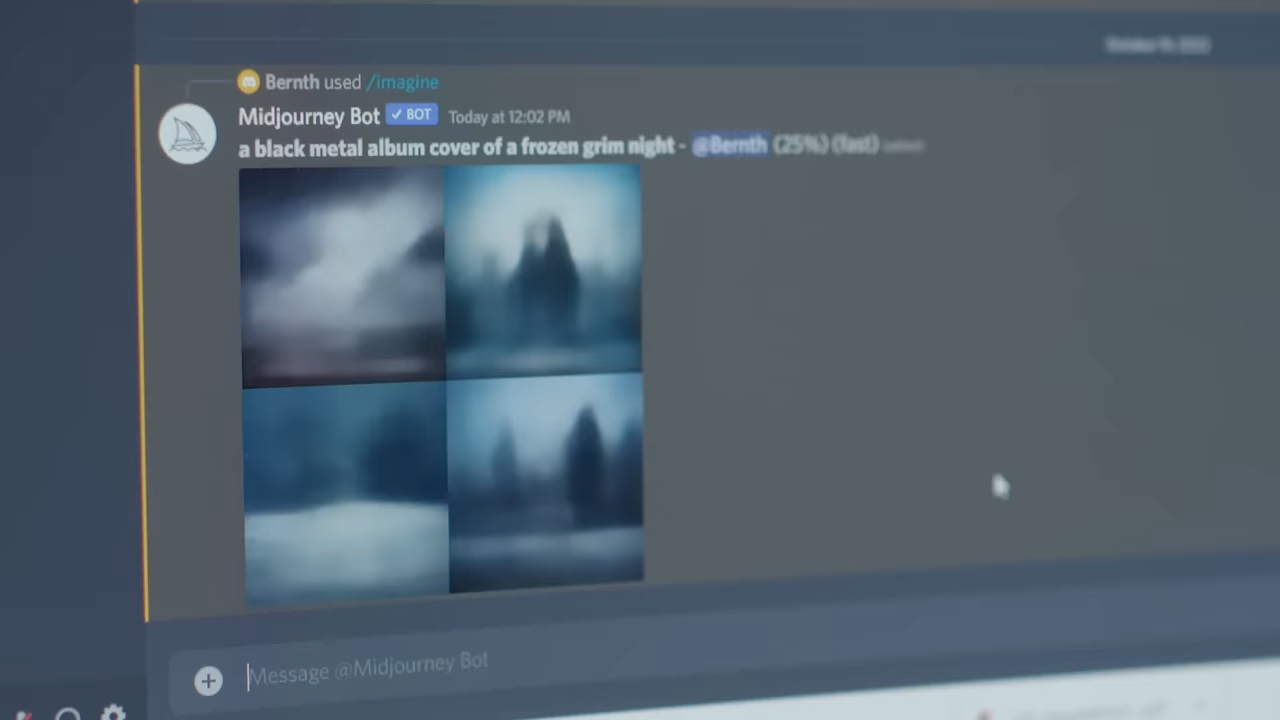 Bernth used /imagine
Midjourney Bot ✓ BOT Today at 12:02 PM
a black metal album cover of a frozen grim night - @Bernth (25%) (fast) (edited)
Message @Midjourney Bot